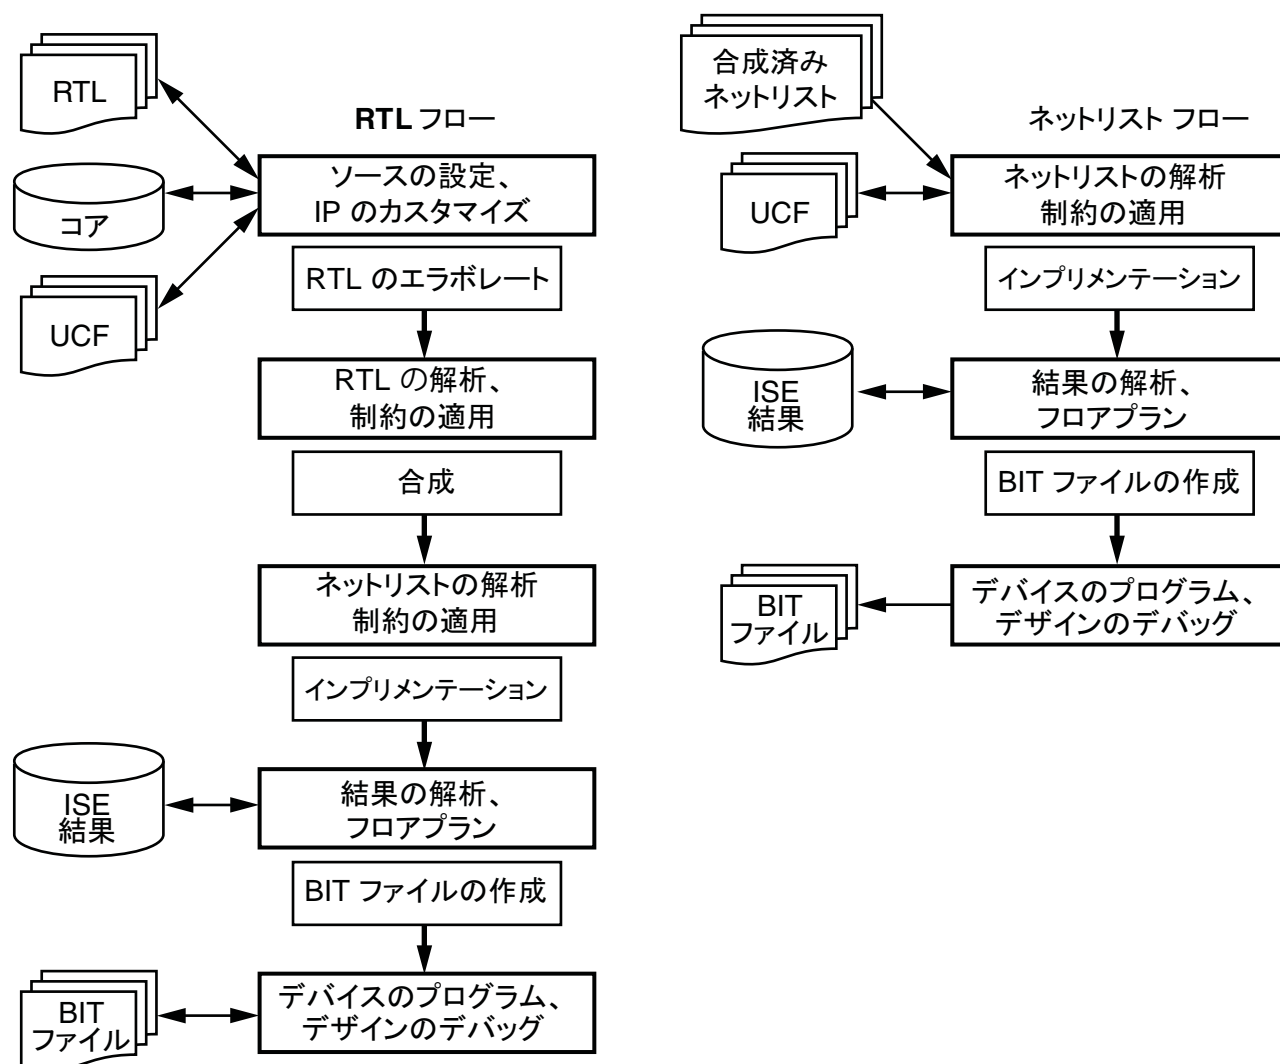 RTL
RTL フロー
ソースの設定、
IP のカスタマイズ
コア
RTL のエラボレート
UCF
RTL の解析、
制約の適用
合成
ネットリストの解析
制約の適用
インプリメンテーション
ISE
結果
結果の解析、
フロアプラン
BIT ファイルの作成
BIT
ファイル
デバイスのプログラム、
デザインのデバッグ
合成済み
ネットリスト
ネットリスト フロー
UCF
ネットリストの解析
制約の適用
インプリメンテーション
ISE
結果
結果の解析、
フロアプラン
BIT ファイルの作成
BIT
ファイル
デバイスのプログラム、
デザインのデバッグ